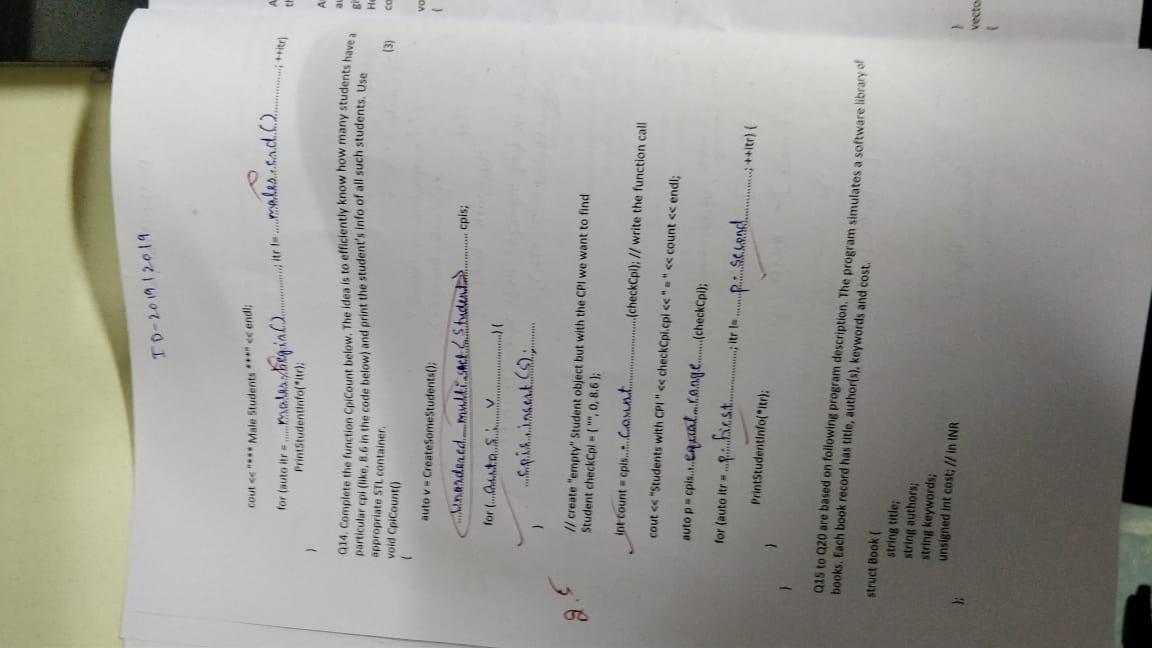 ID-201912019
cout << "*** Male Students ***" << endl;
for (auto itr = ......males.begin()..............; itr != ....males.end()..............; ++itr)
PrintStudentInfo(*itr);
}
Q14. Complete the function CpiCount below. The idea is to efficiently know how many students have a
particular cpi (like, 8.6 in the code below) and print the student's info of all such students. Use
appropriate STL container.
(3)
void CpiCount()
{
auto v = CreateSomeStudents();
...Unordered multiset<Student>.......... cpis;
for (...auto s : v..................) {
....cpis.insert(s);........
}
2.5
// create "empty" Student object but with the CPI we want to find
Student checkCpi = { "", 0, 8.6 };
int count = cpis...count....................(checkCpi); // write the function call
cout << "Students with CPI " << checkCpi.cpi << " = " << count << endl;
auto p = cpis...equal_range.......(checkCpi);
for (auto itr = ...p.first..............; itr != .......p.second..............; ++itr) {
PrintStudentInfo(*itr);
}
}
Q15 to Q20 are based on following program description. The program simulates a software library of
books. Each book record has title, author(s), keywords and cost.
struct Book {
string title;
string authors;
string keywords;
unsigned int cost; // in INR
};
A
th
A
au
gi
He
co
vo
{
}
vecto
{